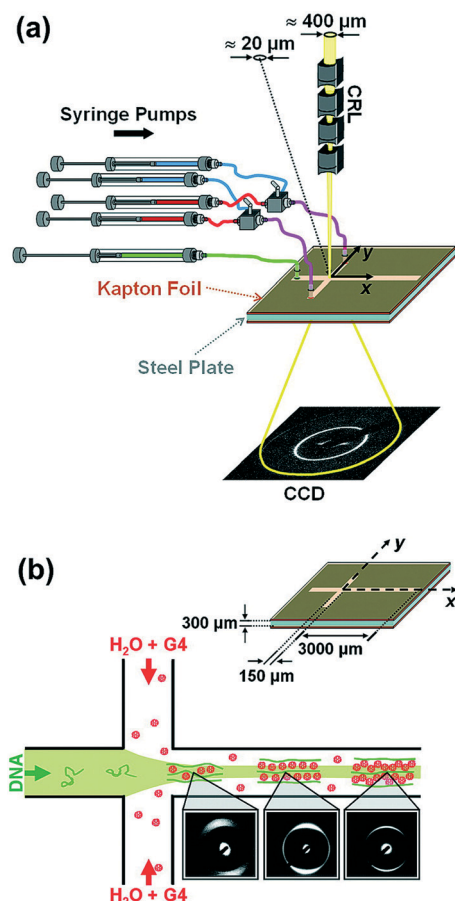 (a)
≈ 400 µm
≈ 20 µm
CRL
Syringe Pumps
y
x
Kapton Foil
Steel Plate
CCD
(b)
y
x
300 µm
3000 µm
150 µm
H₂O + G4
DNA
H₂O + G4